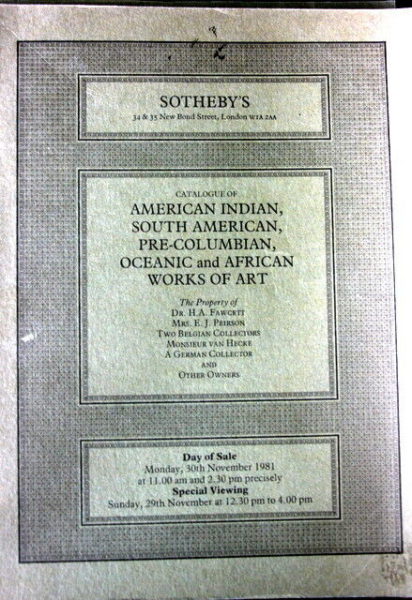 SOTHEBY'S
34 & 35 New Bond Street, London W1A 2AA
CATALOGUE OF
AMERICAN INDIAN,
SOUTH AMERICAN,
PRE-COLUMBIAN,
OCEANIC and AFRICAN
WORKS OF ART
The Property of
DR. H.A. FAWCETT
MRS. E. J. PEIRSON
TWO BELGIAN COLLECTORS
MONSIEUR VAN HECKE
A GERMAN COLLECTOR
AND
OTHER OWNERS
Day of Sale
Monday, 30th November 1981
at 11.00 am and 2.30 pm precisely
Special Viewing
Sunday, 29th November at 12.30 pm to 4.00 pm